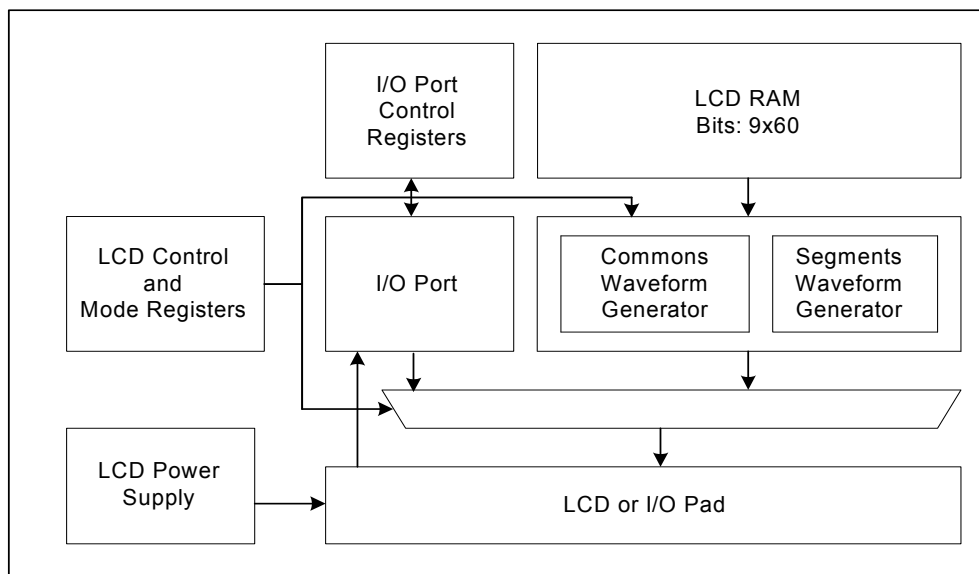 I/O Port
Control
Registers
LCD RAM
Bits: 9x60
LCD Control
and
Mode Registers
I/O Port
Commons
Waveform
Generator
Segments
Waveform
Generator
LCD Power
Supply
LCD or I/O Pad